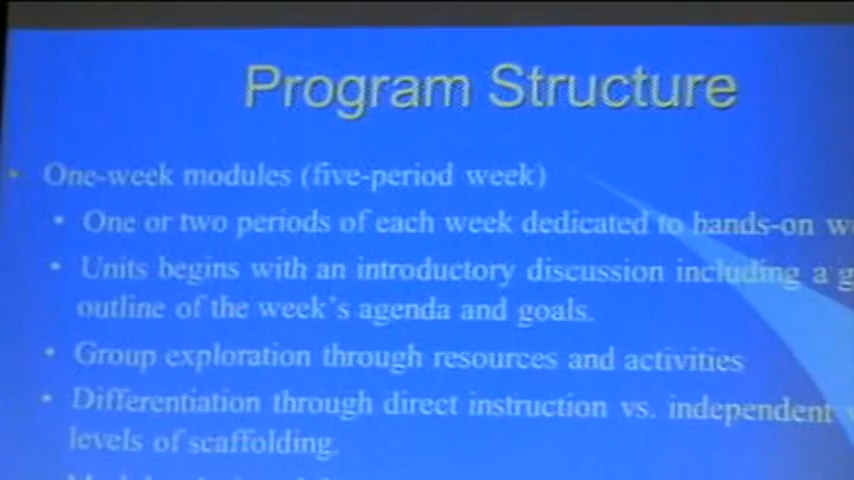 Program Structure
One-week modules (five-period week)
One or two periods of each week dedicated to hands-on
Units begins with an introductory discussion including a
outline of the week's agenda and goals.
Group exploration through resources and activities
Differentiation through direct instruction vs. independent
levels of scaffolding.